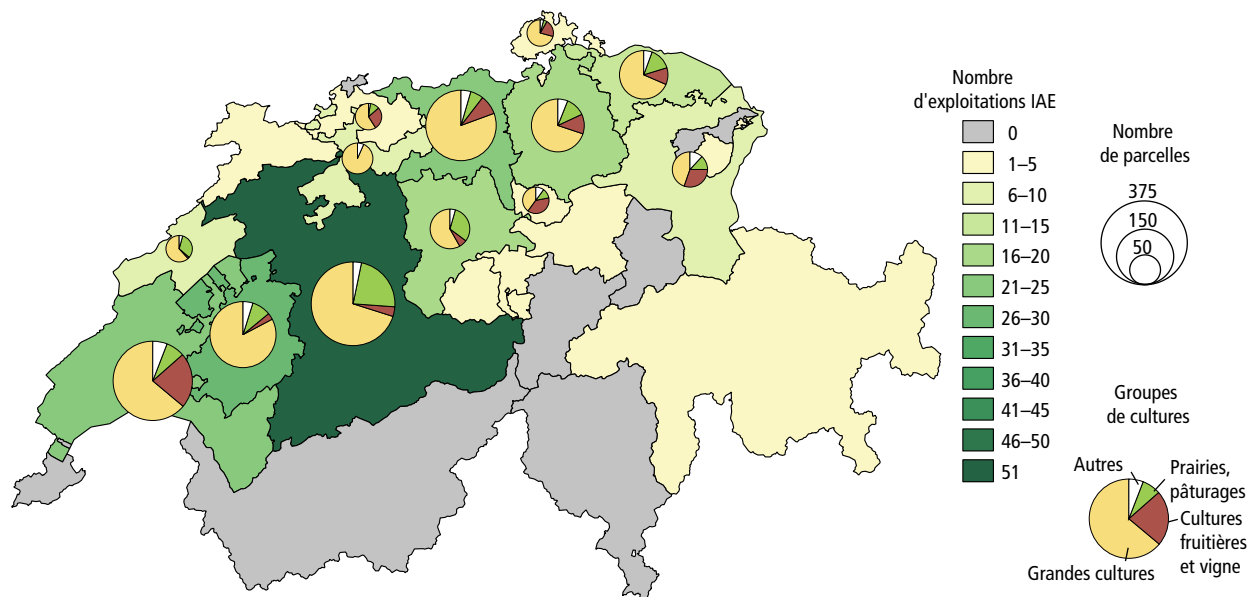 Nombre
d'exploitations IAE
0
1–5
6–10
11–15
16–20
21–25
26–30
31–35
36–40
41–45
46–50
51
Nombre
de parcelles
375
150
50
Groupes
de cultures
Autres
Prairies,
pâturages
Cultures
fruitières
et vigne
Grandes cultures